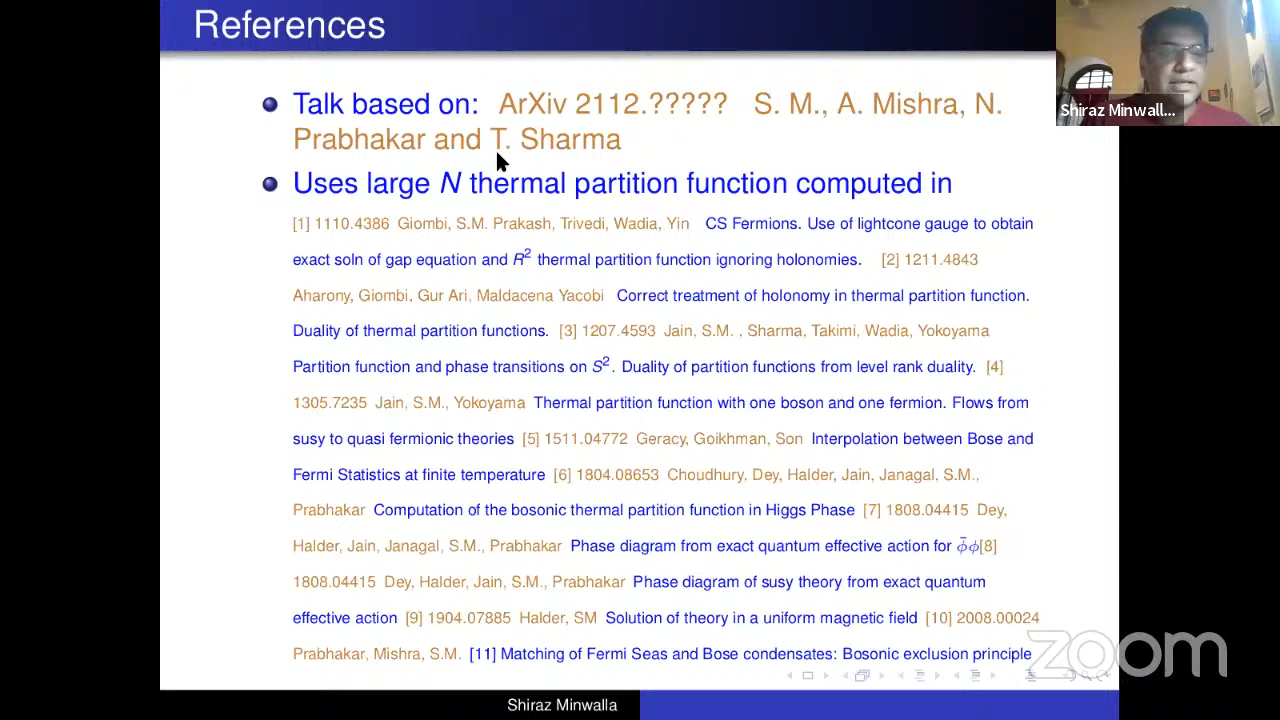 References
Talk based on: ArXiv 2112.????? S. M., A. Mishra, N.
Prabhakar and T. Sharma
Uses large N thermal partition function computed in
[1] 1110.4386 Giombi, S.M. Prakash, Trivedi, Wadia, Yin CS Fermions. Use of lightcone gauge to obtain
exact soln of gap equation and R² thermal partition function ignoring holonomies. [2] 1211.4843
Aharony, Giombi, Gur Ari, Maldacena Yacobi Correct treatment of holonomy in thermal partition function.
Duality of thermal partition functions. [3] 1207.4593 Jain, S.M. , Sharma, Takimi, Wadia, Yokoyama
Partition function and phase transitions on S². Duality of partition functions from level rank duality. [4]
1305.7235 Jain, S.M., Yokoyama Thermal partition function with one boson and one fermion. Flows from
susy to quasi fermionic theories [5] 1511.04772 Geracy, Goikhman, Son Interpolation between Bose and
Fermi Statistics at finite temperature [6] 1804.08653 Choudhury, Dey, Halder, Jain, Janagal, S.M.,
Prabhakar Computation of the bosonic thermal partition function in Higgs Phase [7] 1808.04415 Dey,
Halder, Jain, Janagal, S.M., Prabhakar Phase diagram from exact quantum effective action for φ̄φ[8]
1808.04415 Dey, Halder, Jain, S.M., Prabhakar Phase diagram of susy theory from exact quantum
effective action [9] 1904.07885 Halder, SM Solution of theory in a uniform magnetic field [10] 2008.00024
Prabhakar, Mishra, S.M. [11] Matching of Fermi Seas and Bose condensates: Bosonic exclusion principle
Shiraz Minwalla
Shiraz Minwall...
zoom